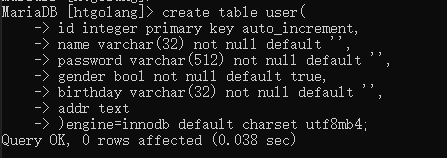 MariaDB [htgolang]> create table user(
-> id integer primary key auto_increment,
-> name varchar(32) not null default '',
-> password varchar(512) not null default '',
-> gender bool not null default true,
-> birthday varchar(32) not null default '',
-> addr text
-> )engine=innodb default charset utf8mb4;
Query OK, 0 rows affected (0.038 sec)